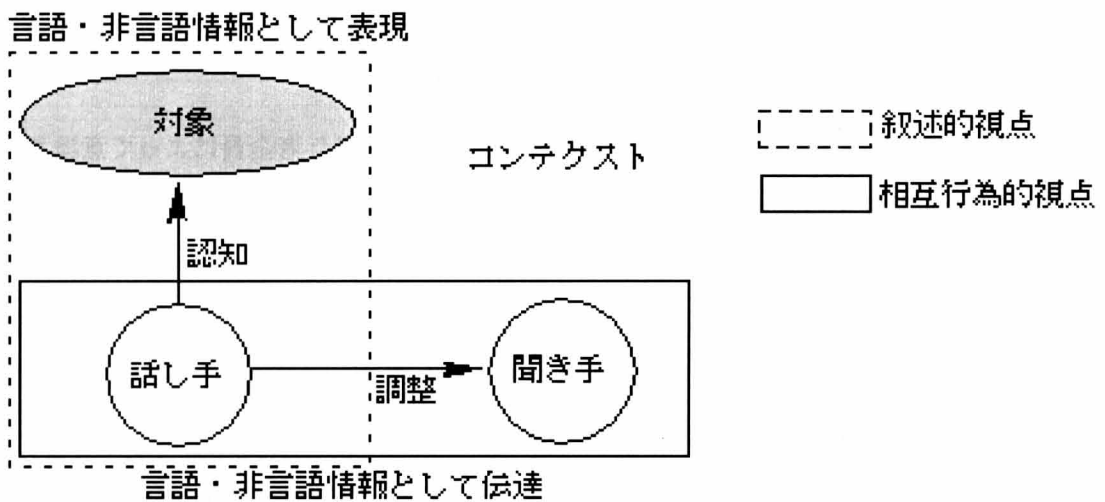 言語・非言語情報として表現
対象
コンテクスト
叙述的視点
相互行為的視点
認知
話し手
調整
聞き手
言語・非言語情報として伝達